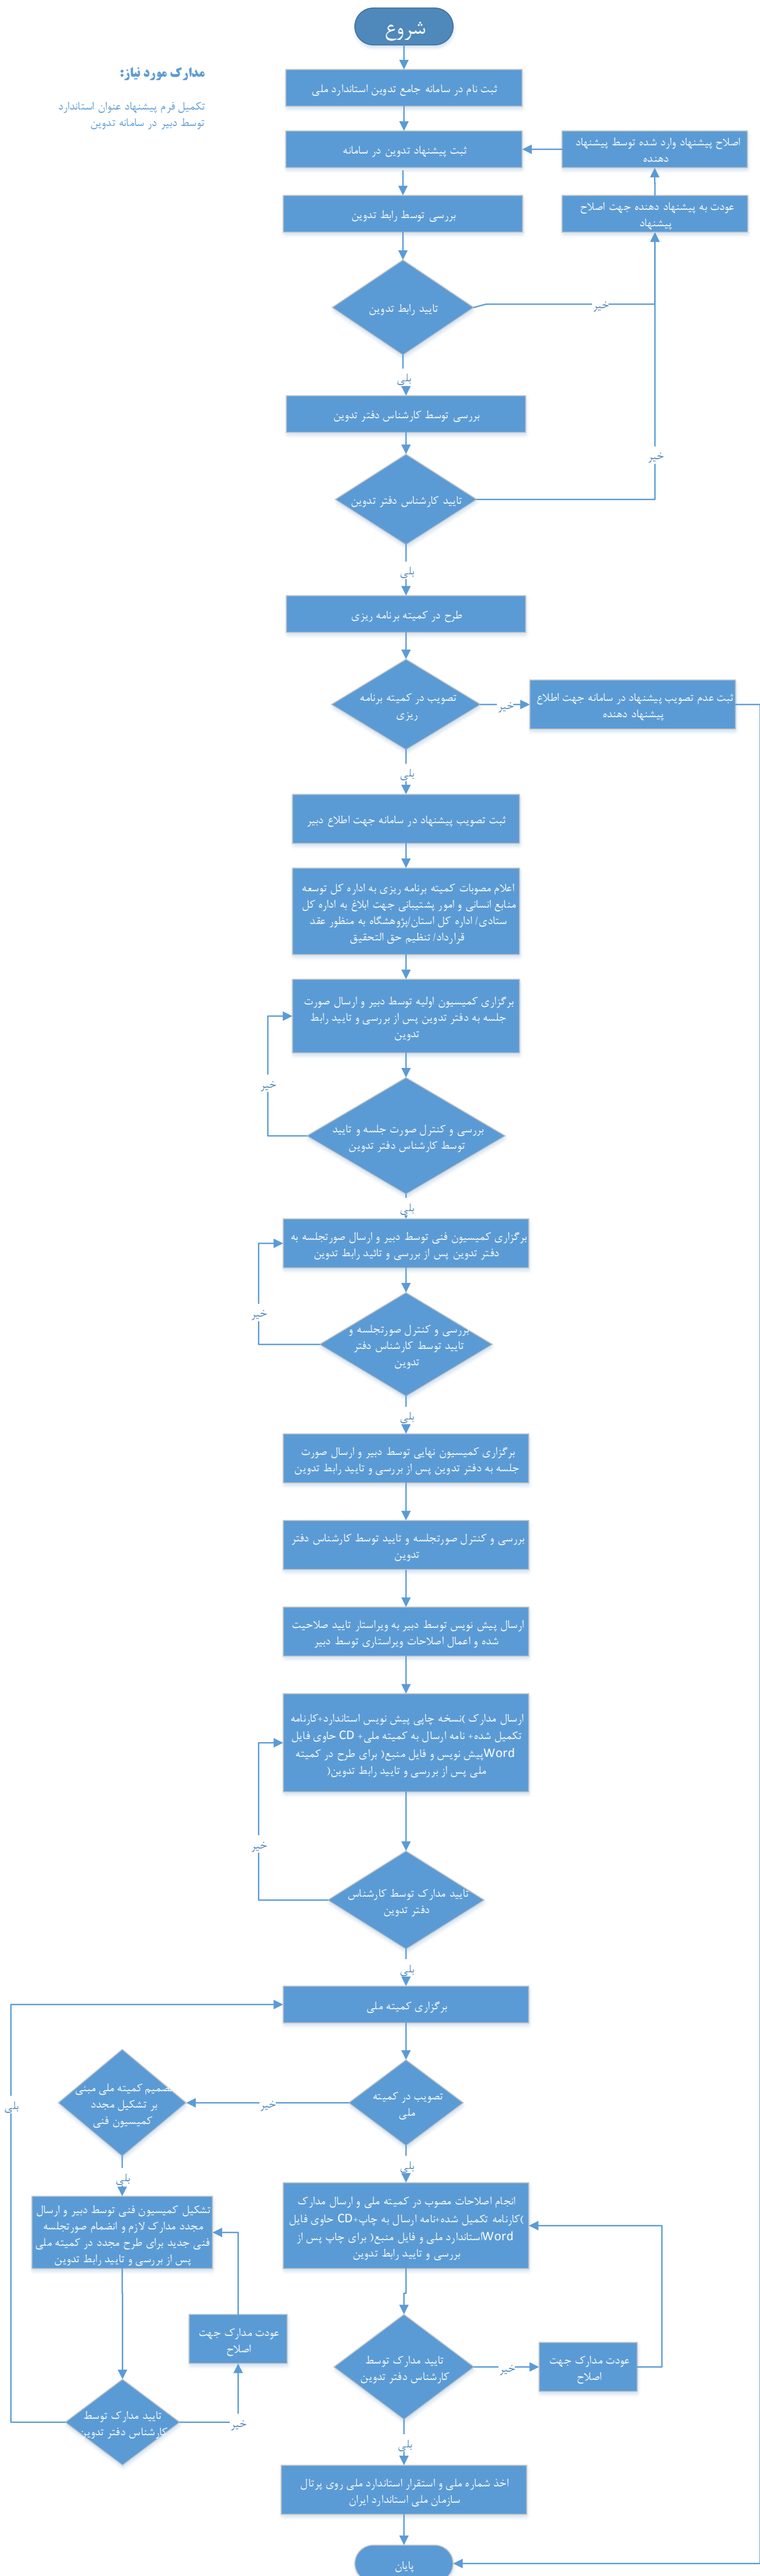 شروع
مدارک مورد نیاز:
تکمیل فرم پیشنهاد عنوان استاندارد
توسط دبیر در سامانه تدوین
ثبت نام در سامانه جامع تدوین استاندارد ملی
ثبت پیشنهاد تدوین در سامانه
اصلاح پیشنهاد وارد شده توسط پیشنهاد
دهنده
بررسی توسط رابط تدوین
عودت به پیشنهاد دهنده جهت اصلاح
پیشنهاد
تایید رابط تدوین
خیر
بلی
بررسی توسط کارشناس دفتر تدوین
خیر
تایید کارشناس دفتر تدوین
بلی
طرح در کمیته برنامه ریزی
تصویب در کمیته برنامه
ریزی
خیر
ثبت عدم تصویب پیشنهاد در سامانه جهت اطلاع
پیشنهاد دهنده
بلی
ثبت تصویب پیشنهاد در سامانه جهت اطلاع دبیر
اعلام مصوبات کمیته برنامه ریزی به اداره کل توسعه
منابع انسانی و امور پشتیبانی جهت ابلاغ به اداره کل
ستادی/ اداره کل استان/پژوهشگاه به منظور عقد
قرارداد/ تنظیم حق التحقیق
برگزاری کمیسیون اولیه توسط دبیر و ارسال صورت
جلسه به دفتر تدوین پس از بررسی و تایید رابط
تدوین
خیر
بررسی و کنترل صورت جلسه و تایید
توسط کارشناس دفتر تدوین
بلی
برگزاری کمیسیون فنی توسط دبیر و ارسال صورتجلسه به
دفتر تدوین پس از بررسی و تائید رابط تدوین
خیر
بررسی و کنترل صورتجلسه و
تایید توسط کارشناس دفتر
تدوین
بلی
برگزاری کمیسیون نهایی توسط دبیر و ارسال صورت
جلسه به دفتر تدوین پس از بررسی و تایید رابط تدوین
بررسی و کنترل صورتجلسه و تایید توسط کارشناس دفتر
تدوین
ارسال پیش نویس توسط دبیر به ویراستار تایید صلاحیت
شده و اعمال اصلاحات ویراستاری توسط دبیر
ارسال مدارک )نسخه چاپی پیش نویس استاندارد+کارنامه
تکمیل شده+ نامه ارسال به کمیته ملی+ CD حاوی فایل
Wordپیش نویس و فایل منبع( برای طرح در کمیته
ملی پس از بررسی و تایید رابط تدوین(
خیر
تایید مدارک توسط کارشناس
دفتر تدوین
بلی
برگزاری کمیته ملی
تصویب در کمیته
ملی
خیر
تصمیم کمیته ملی مبنی
بر تشکیل مجدد
کمیسیون فنی
بلی
بلی
بلی
انجام اصلاحات مصوب در کمیته ملی و ارسال مدارک
)کارنامه تکمیل شده+نامه ارسال به چاپ+CD حاوی فایل
Wordاستاندارد ملی و فایل منبع( برای چاپ پس از
بررسی و تایید رابط تدوین
تشکیل کمیسیون فنی توسط دبیر و ارسال
مجدد مدارک لازم و انضمام صورتجلسه
فنی جدید برای طرح مجدد در کمیته ملی
پس از بررسی و تایید رابط تدوین
عودت مدارک جهت
اصلاح
تایید مدارک توسط
کارشناس دفتر تدوین
خیر
عودت مدارک جهت
اصلاح
تایید مدارک توسط
کارشناس دفتر تدوین
خیر
بلی
اخذ شماره ملی و استقرار استاندارد ملی روی پرتال
سازمان ملی استاندارد ایران
پایان